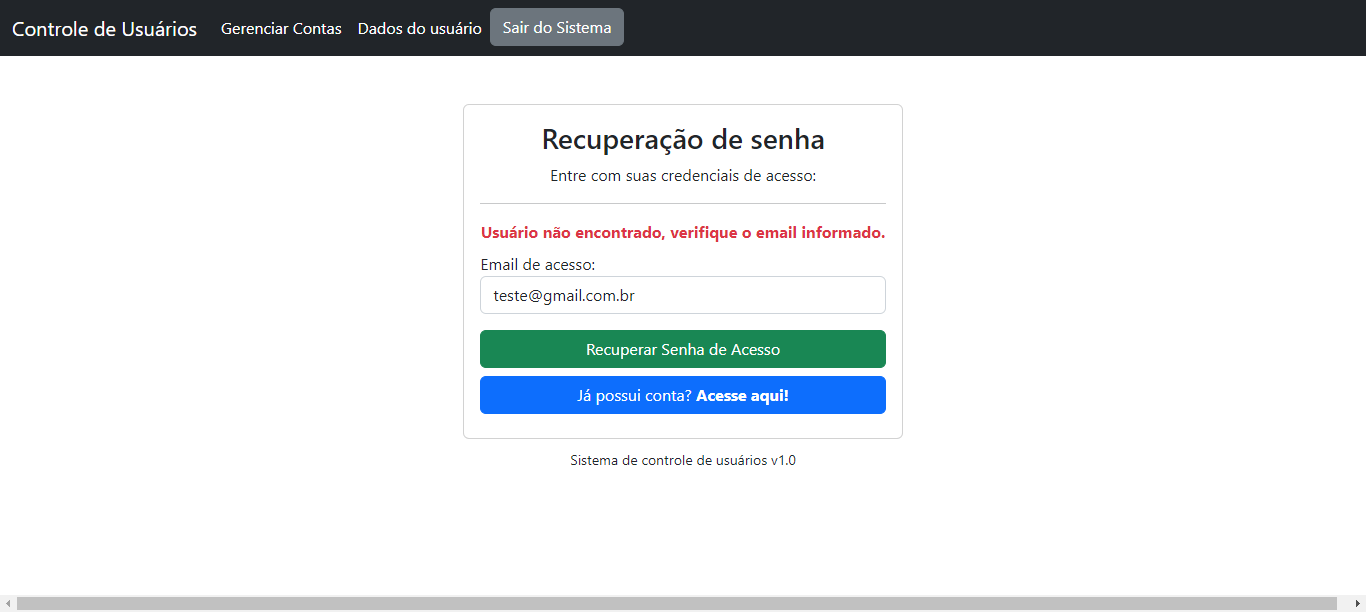 Controle de Usuários Gerenciar Contas Dados do usuário Sair do Sistema
Recuperação de senha
Entre com suas credenciais de acesso:
Usuário não encontrado, verifique o email informado.
Email de acesso:
teste@gmail.com.br
Recuperar Senha de Acesso
Já possui conta? Acesse aqui!
Sistema de controle de usuários v1.0